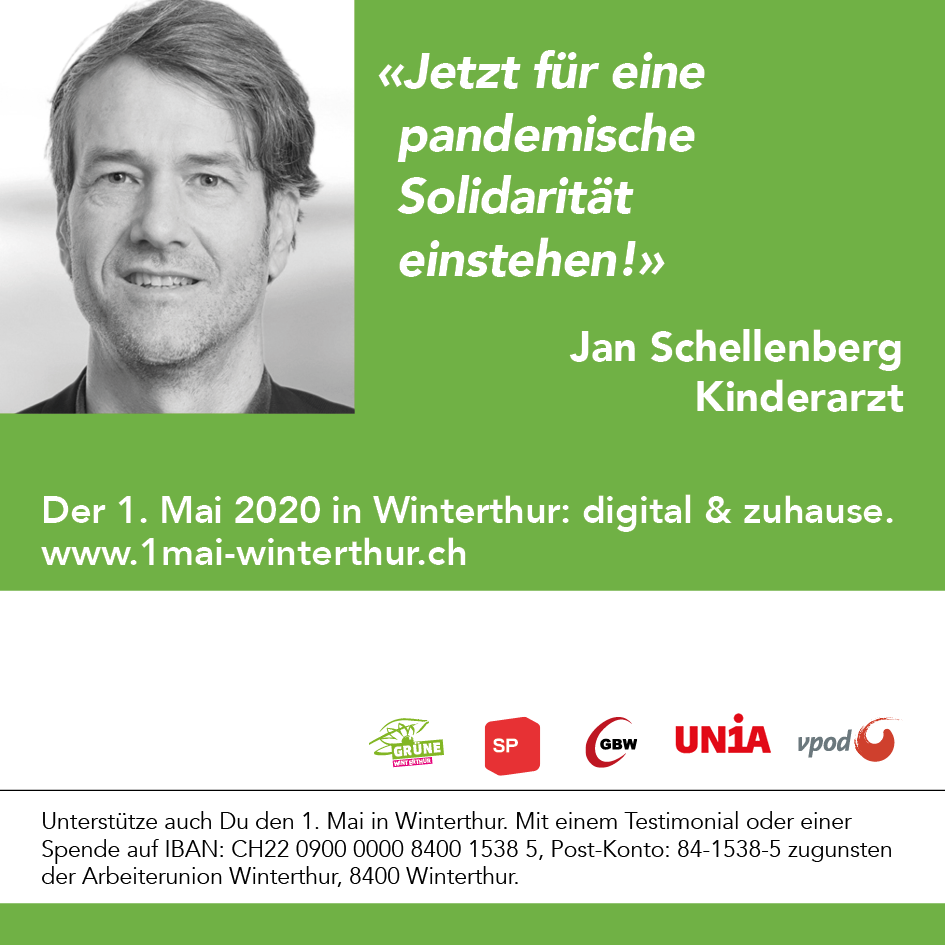 «Jetzt für eine
pandemische
Solidarität
einstehen!»
Jan Schellenberg
Kinderarzt
Der 1. Mai 2020 in Winterthur: digital & zuhause.
www.1mai-winterthur.ch
GRÜNE
WINTERTHUR
SP
GBW
UNiA
vpod
Unterstütze auch Du den 1. Mai in Winterthur. Mit einem Testimonial oder einer
Spende auf IBAN: CH22 0900 0000 8400 1538 5, Post-Konto: 84-1538-5 zugunsten
der Arbeiterunion Winterthur, 8400 Winterthur.